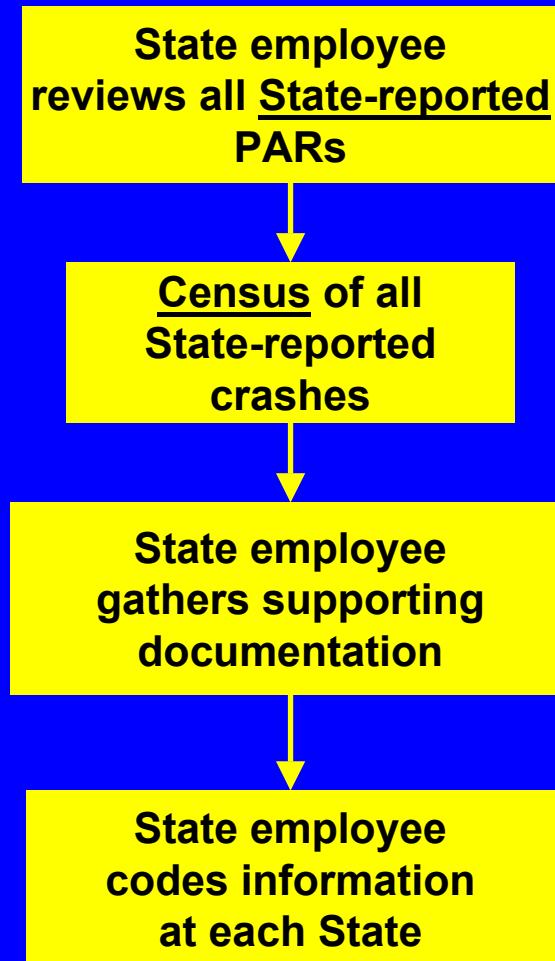 State employee
reviews all State-reported
PARs
Census of all
State-reported
crashes
State employee
gathers supporting
documentation
State employee
codes information
at each State